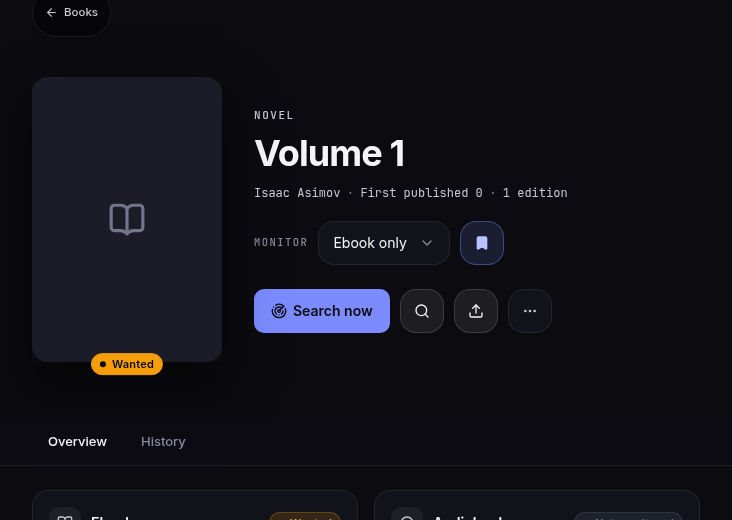 Books
NOVEL
Volume 1
Isaac Asimov · First published 0 · 1 edition
MONITOR Ebook only
Search now
Wanted
Overview History